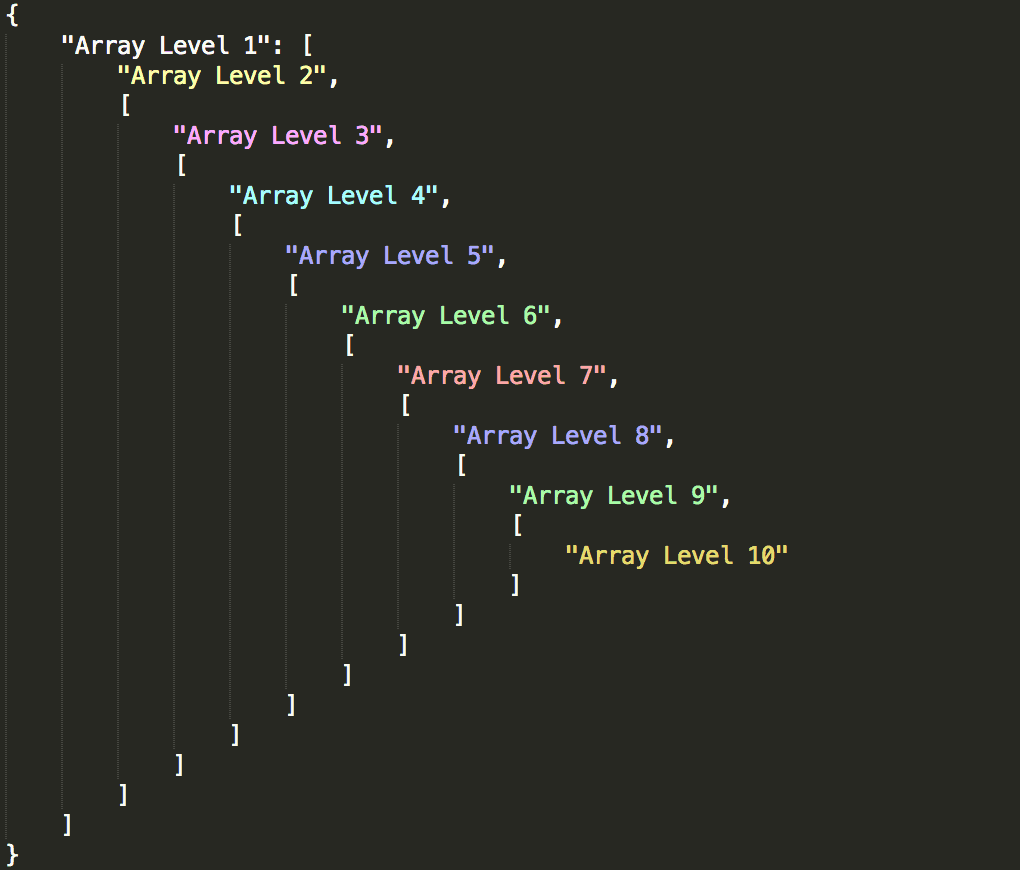 {
    "Array Level 1": [
        "Array Level 2",
        [
            "Array Level 3",
            [
                "Array Level 4",
                [
                    "Array Level 5",
                    [
                        "Array Level 6",
                        [
                            "Array Level 7",
                            [
                                "Array Level 8",
                                [
                                    "Array Level 9",
                                    [
                                        "Array Level 10"
                                    ]
                                ]
                            ]
                        ]
                    ]
                ]
            ]
        ]
    ]
}